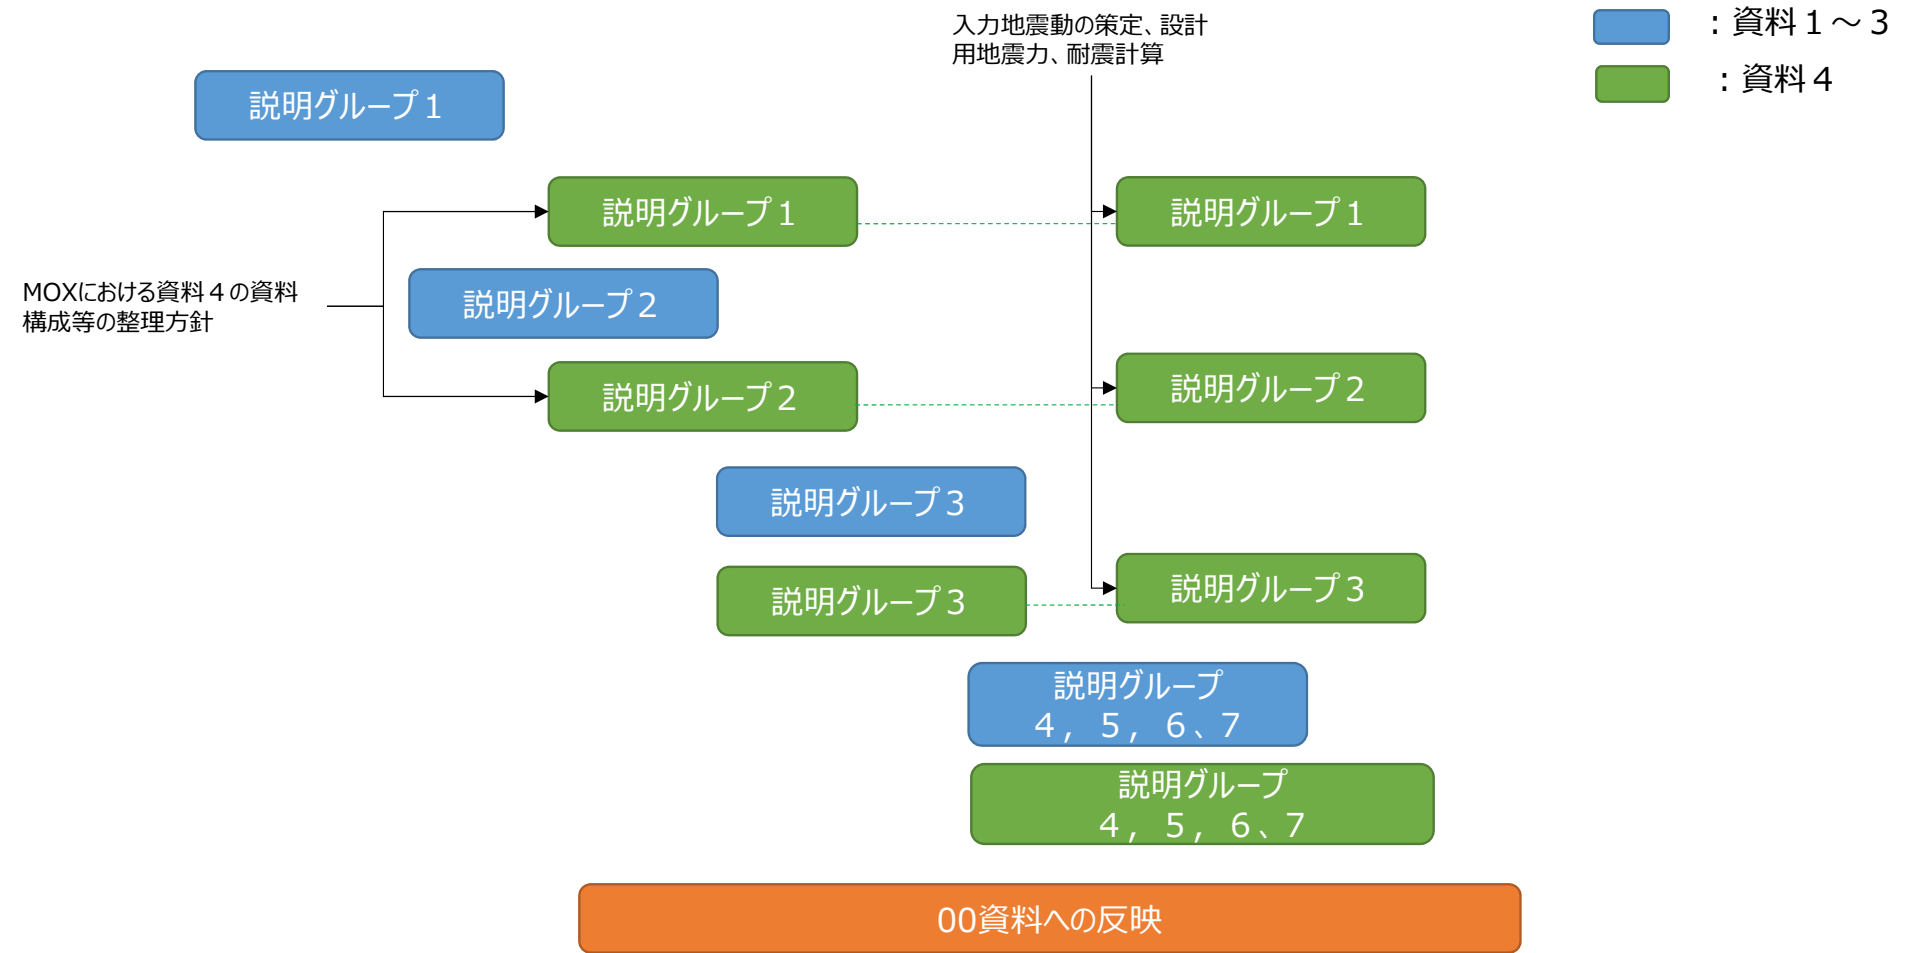 入力地震動の策定、設計
用地震力、耐震計算
：資料１～３
：資料４
説明グループ１
説明グループ１
説明グループ１
MOXにおける資料４の資料
構成等の整理方針
説明グループ２
説明グループ２
説明グループ２
説明グループ３
説明グループ３
説明グループ３
説明グループ
４，５，６、７
説明グループ
４，５，６、７
00資料への反映